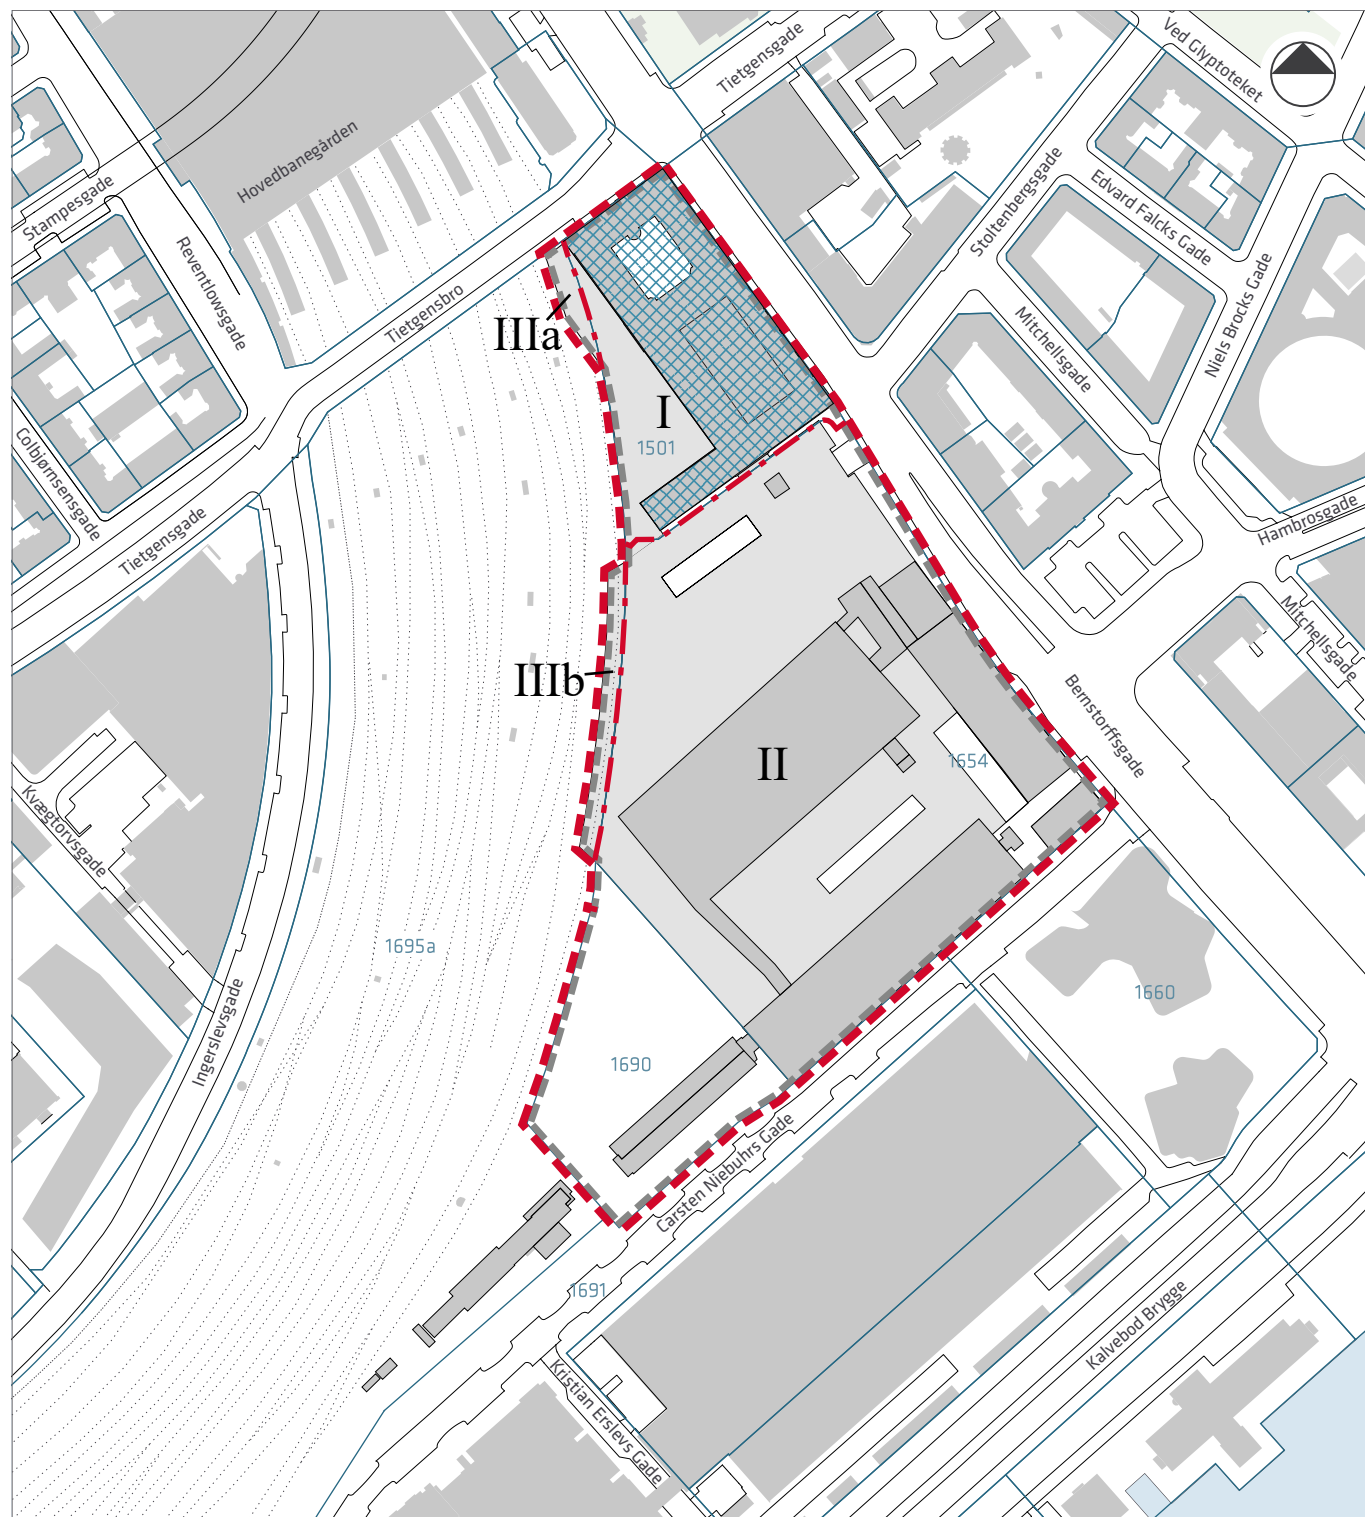 Ved Glyptoteket
Tietgensgade
Hovedbanegården
Stampesgade
Stoltenbergsgade
Edvard Falcks Gade
Reventlowsgade
Tietgensbro
Niels Brocks Gade
IIIa
Mitchellsgade
I
1501
Colbjørnsensgade
Tietgensgade
Hambrosgade
Mitchellsgade
IIIb
Bernstorffsgade
II
1654
Kvægtorvsgade
1695a
1660
Ingerslevsgade
1690
Carsten Niebuhrs Gade
1691
Kalvebod Brygge
Kristian Erslevs Gade